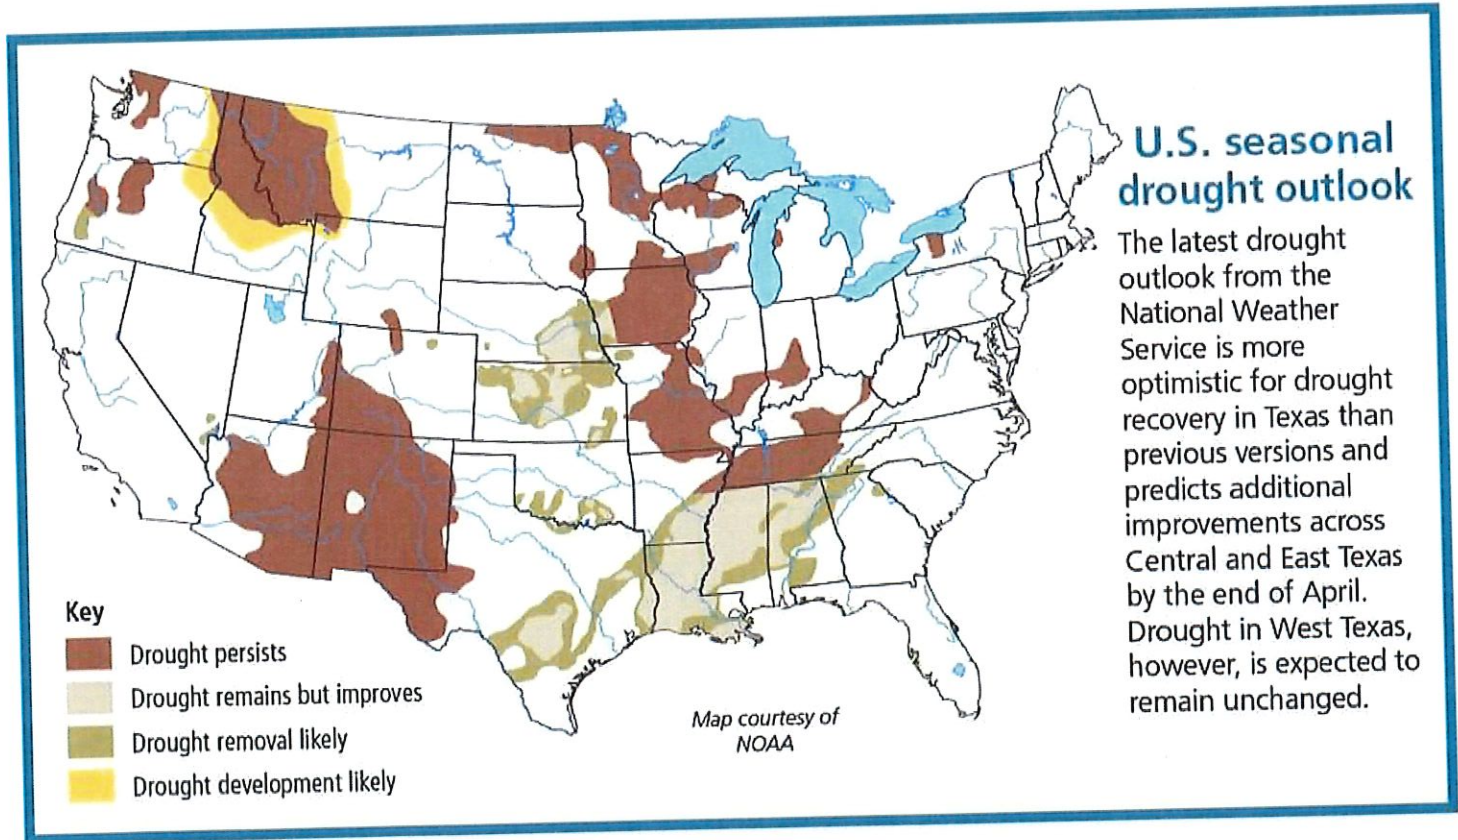 U.S. seasonal
drought outlook
The latest drought
outlook from the
National Weather
Service is more
optimistic for drought
recovery in Texas than
previous versions and
predicts additional
improvements across
Central and East Texas
by the end of April.
Drought in West Texas,
however, is expected to
remain unchanged.
Key
Drought persists
Drought remains but improves
Drought removal likely
Drought development likely
Map courtesy of
NOAA